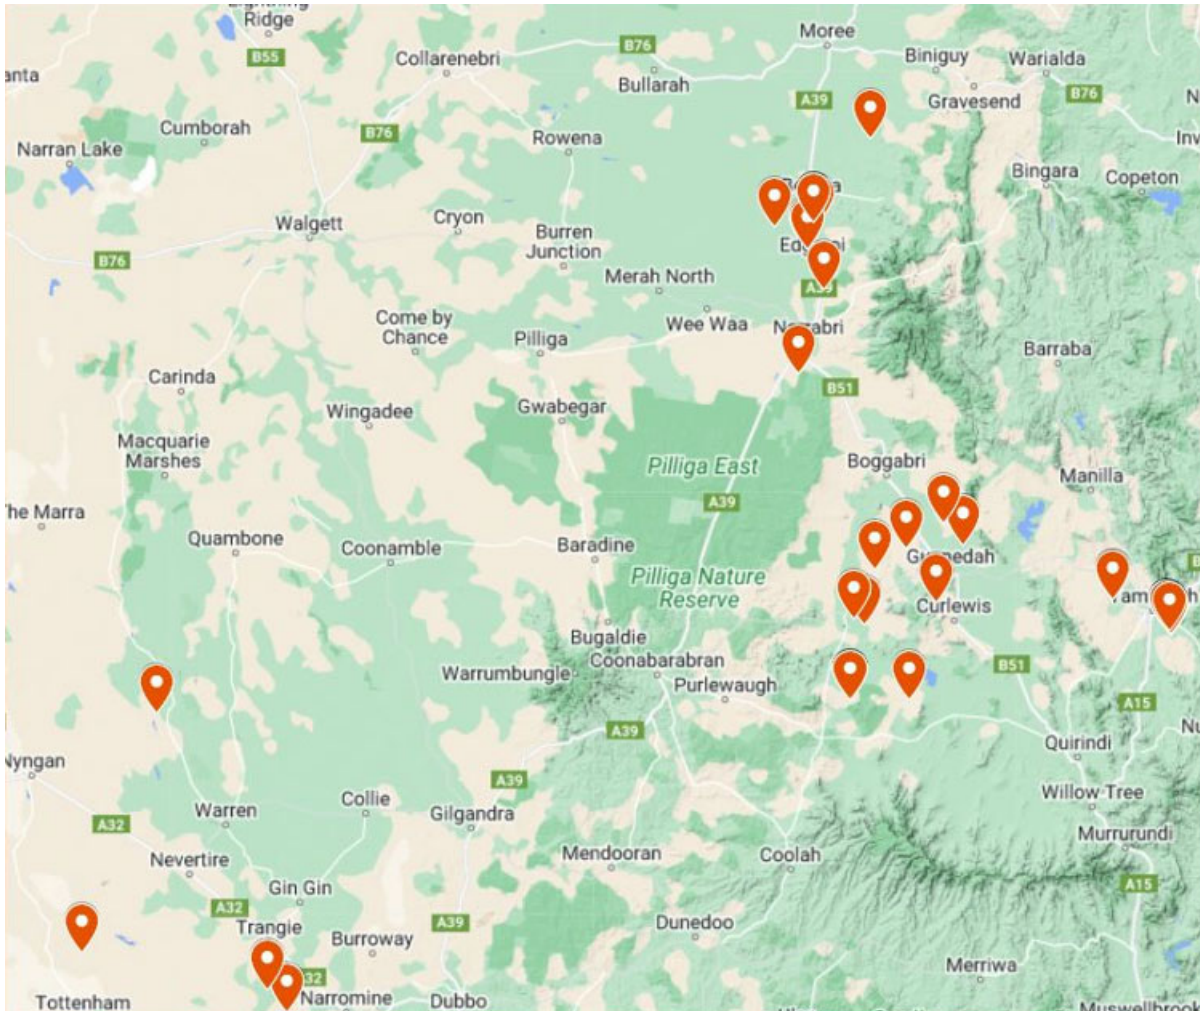 Ridge
Moree
B76
Biniguy
Warialda
B55
Collarenebri
Bullarah
Gravesend
B76
A39
Cumborah
B76
Rowena
Narran Lake
Bingara
Copeton
Walgett
Cryon
Burren
Junction
B76
Merah North
A39
Come by
Chance
Wee Waa
Pilliga
Barraba
Carinda
B51
Wingadee
Gwabegar
Macquarie
Marshes
Boggabri
Pilliga East
Manilla
A39
The Marra
Quambone
Coonamble
Baradine
Pilliga Nature
Reserve
Curlewis
Bugaldie
Coonabarabran
Warrumbungle
Purlewaugh
B51
A15
A39
Quirindi
Nyngan
A39
Willow Tree
Collie
Warren
Gilgandra
A32
Murrurundi
Nevertire
Mendooran
Coolah
A15
Gin Gin
A32
A39
Trangie
Dunedoo
Burroway
Merriwa
Tottenham
Narromine
Dubbo
Muswellbrook